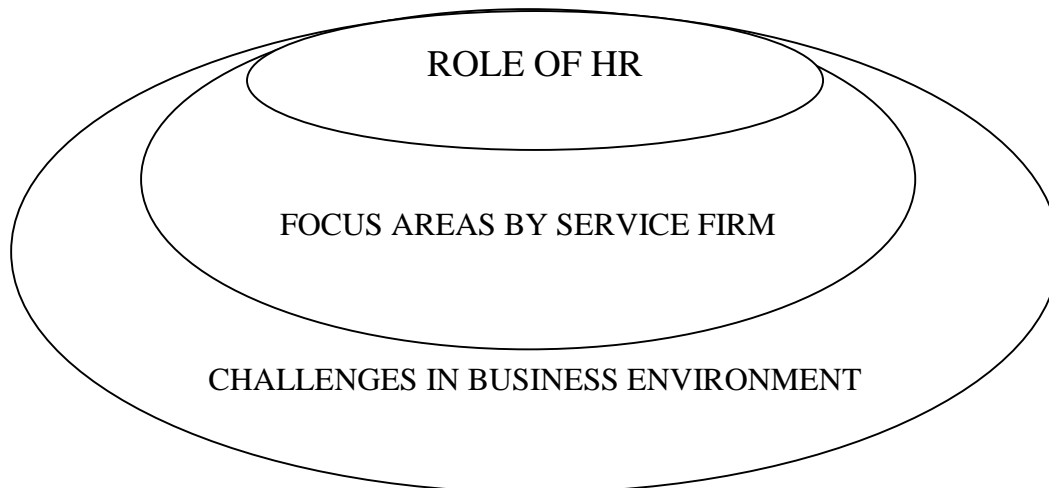 ROLE OF HR
FOCUS AREAS BY SERVICE FIRM
CHALLENGES IN BUSINESS ENVIRONMENT